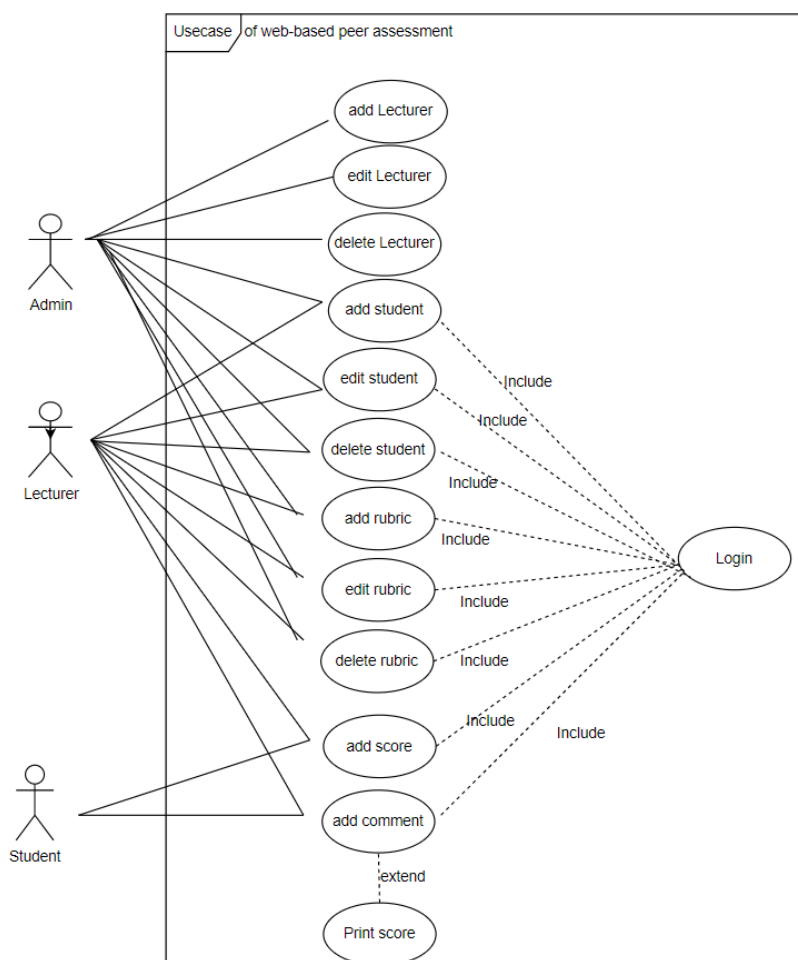 Usecase of web-based peer assessment
add Lecturer
edit Lecturer
delete Lecturer
Admin
add student
edit student
Include
Include
delete student
Include
Lecturer
add rubric
Include
Login
edit rubric
Include
delete rubric
Include
add score
Include
Include
add comment
Student
extend
Print score